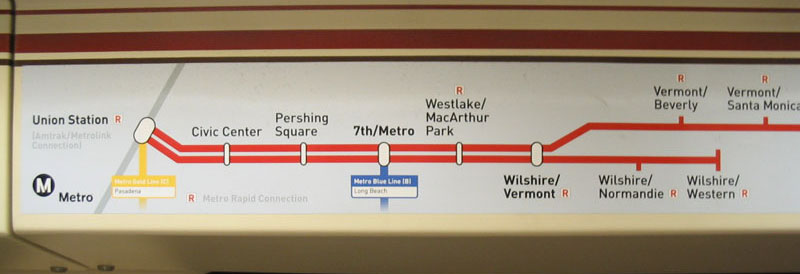 Union Station R
(Amtrak/Metrolink
Connection)
Civic Center
Pershing
Square
7th/Metro
R
Westlake/
MacArthur
Park
R
Vermont/
Beverly
R
Vermont/
Santa Monica
Metro Gold Line (C)
Pasadena
Metro Blue Line (B)
Long Beach
Wilshire/
Vermont R
Wilshire/
Normandie R
Wilshire/
Western R
M Metro
R Metro Rapid Connection